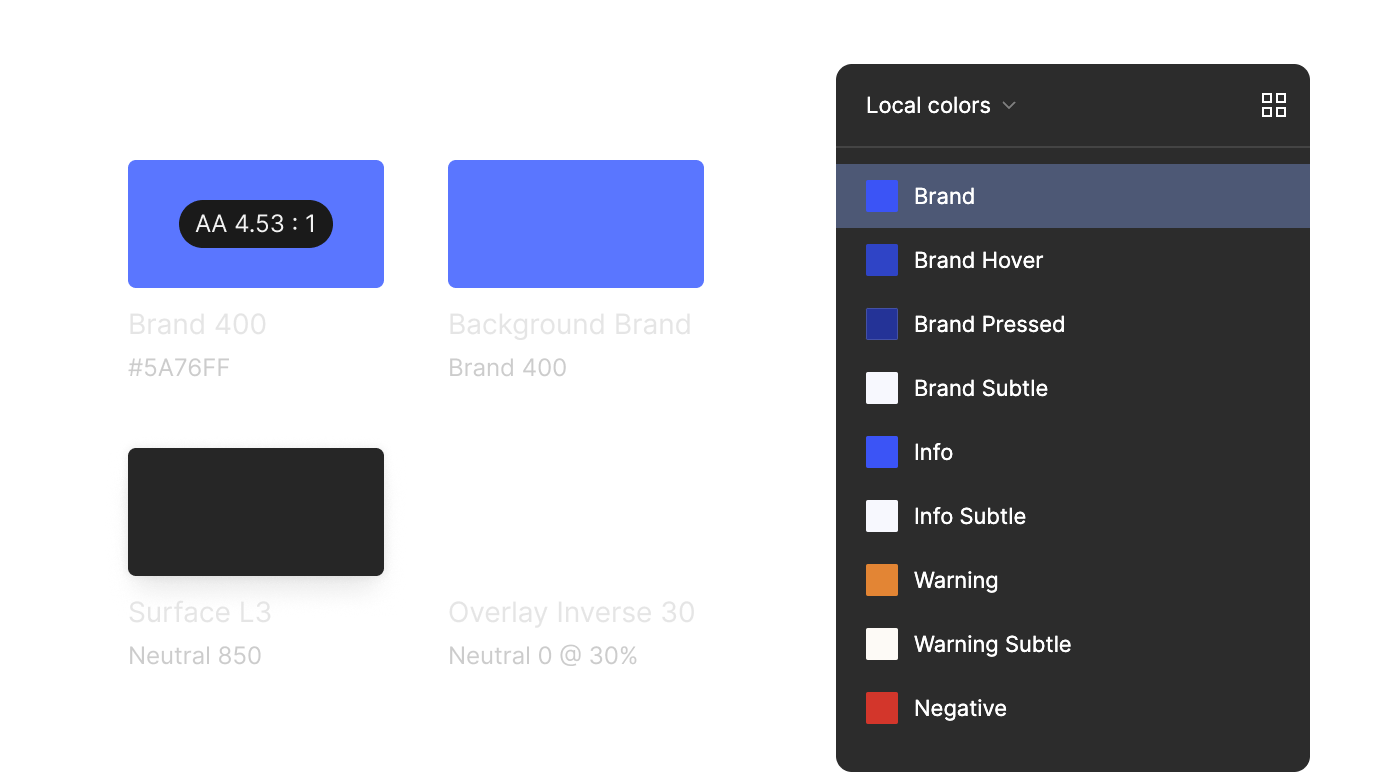 AA 4.53 : 1
Brand 400
#5A76FF
Background Brand
Brand 400
Surface L3
Neutral 850
Overlay Inverse 30
Neutral 0 @ 30%
Local colors
Brand
Brand Hover
Brand Pressed
Brand Subtle
Info
Info Subtle
Warning
Warning Subtle
Negative